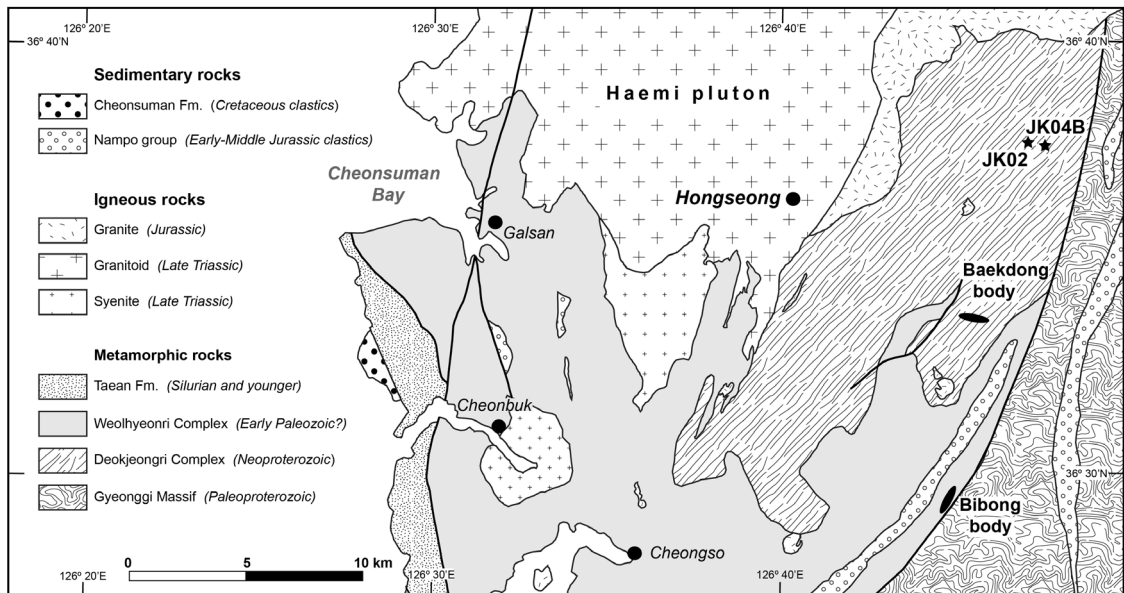 126° 20'E
126° 30'E
126° 40'E
36° 40'N
36° 40'N
Sedimentary rocks
Cheonsuman Fm. (Cretaceous clastics)
Nampo group (Early-Middle Jurassic clastics)
Igneous rocks
Granite (Jurassic)
Granitoid (Late Triassic)
Syenite (Late Triassic)
Metamorphic rocks
Taean Fm. (Silurian and younger)
Weolhyeonri Complex (Early Paleozoic?)
Deokjeongri Complex (Neoproterozoic)
Gyeonggi Massif (Paleoproterozoic)
0
5
10 km
Haemi pluton
JK04B
JK02
Cheonsuman
Bay
Hongseong
Galsan
Baekdong
body
Cheonbuk
36° 30'N
Bibong
body
Cheongso
126° 20'E
126° 30'E
126° 40'E